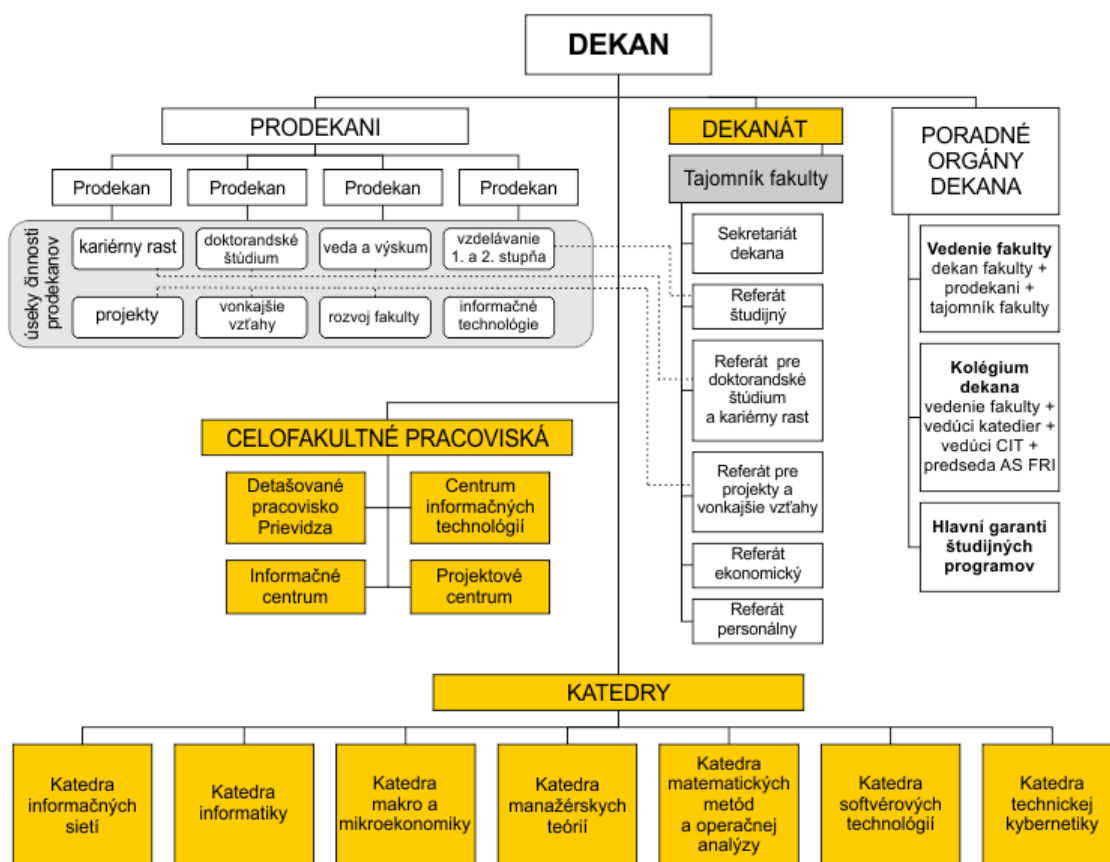 DEKAN
PRODEKANI
DEKANÁT
PORADNÉ
ORGÁNY
DEKANA
Prodekan
Prodekan
Prodekan
Prodekan
Tajomník fakulty
úseky činnosti
prodekanov
kariérny rast
doktorandské
štúdium
veda a výskum
vzdelávanie
1. a 2. stupňa
projekty
vonkajšie
vzťahy
rozvoj fakulty
informačné
technológie
Sekretariát
dekana
Referát
študijný
Referát pre
doktorandské
štúdium
a kariérny rast
Referát pre
projekty a
vonkajšie vzťahy
Referát
ekonomický
Referát
personálny
Vedenie fakulty
dekan fakulty +
prodekani +
tajomník fakulty
Kolégium
dekana
vedenie fakulty +
vedúci katedier +
vedúci CIT +
predseda AS FRI
Hlavní garanti
študijných
programov
CELOFAKULTNÉ PRACOVISKÁ
Detašované
pracovisko
Prievidza
Centrum
informačných
technológií
Informačné
centrum
Projektové
centrum
KATEDRY
Katedra
informačných
sietí
Katedra
informatiky
Katedra
makro a
mikroekonomiky
Katedra
manažérskych
teórií
Katedra
matematických
metód
a operačnej
analýzy
Katedra
softvérových
technológií
Katedra
technickej
kybernetiky